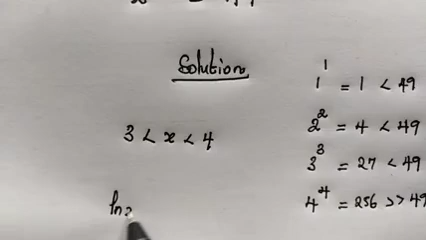 Solution
1^1 = 1 < 49
2^2 = 4 < 49
3 < x < 4
3^3 = 27 < 49
4^4 = 256 >> 49
ln